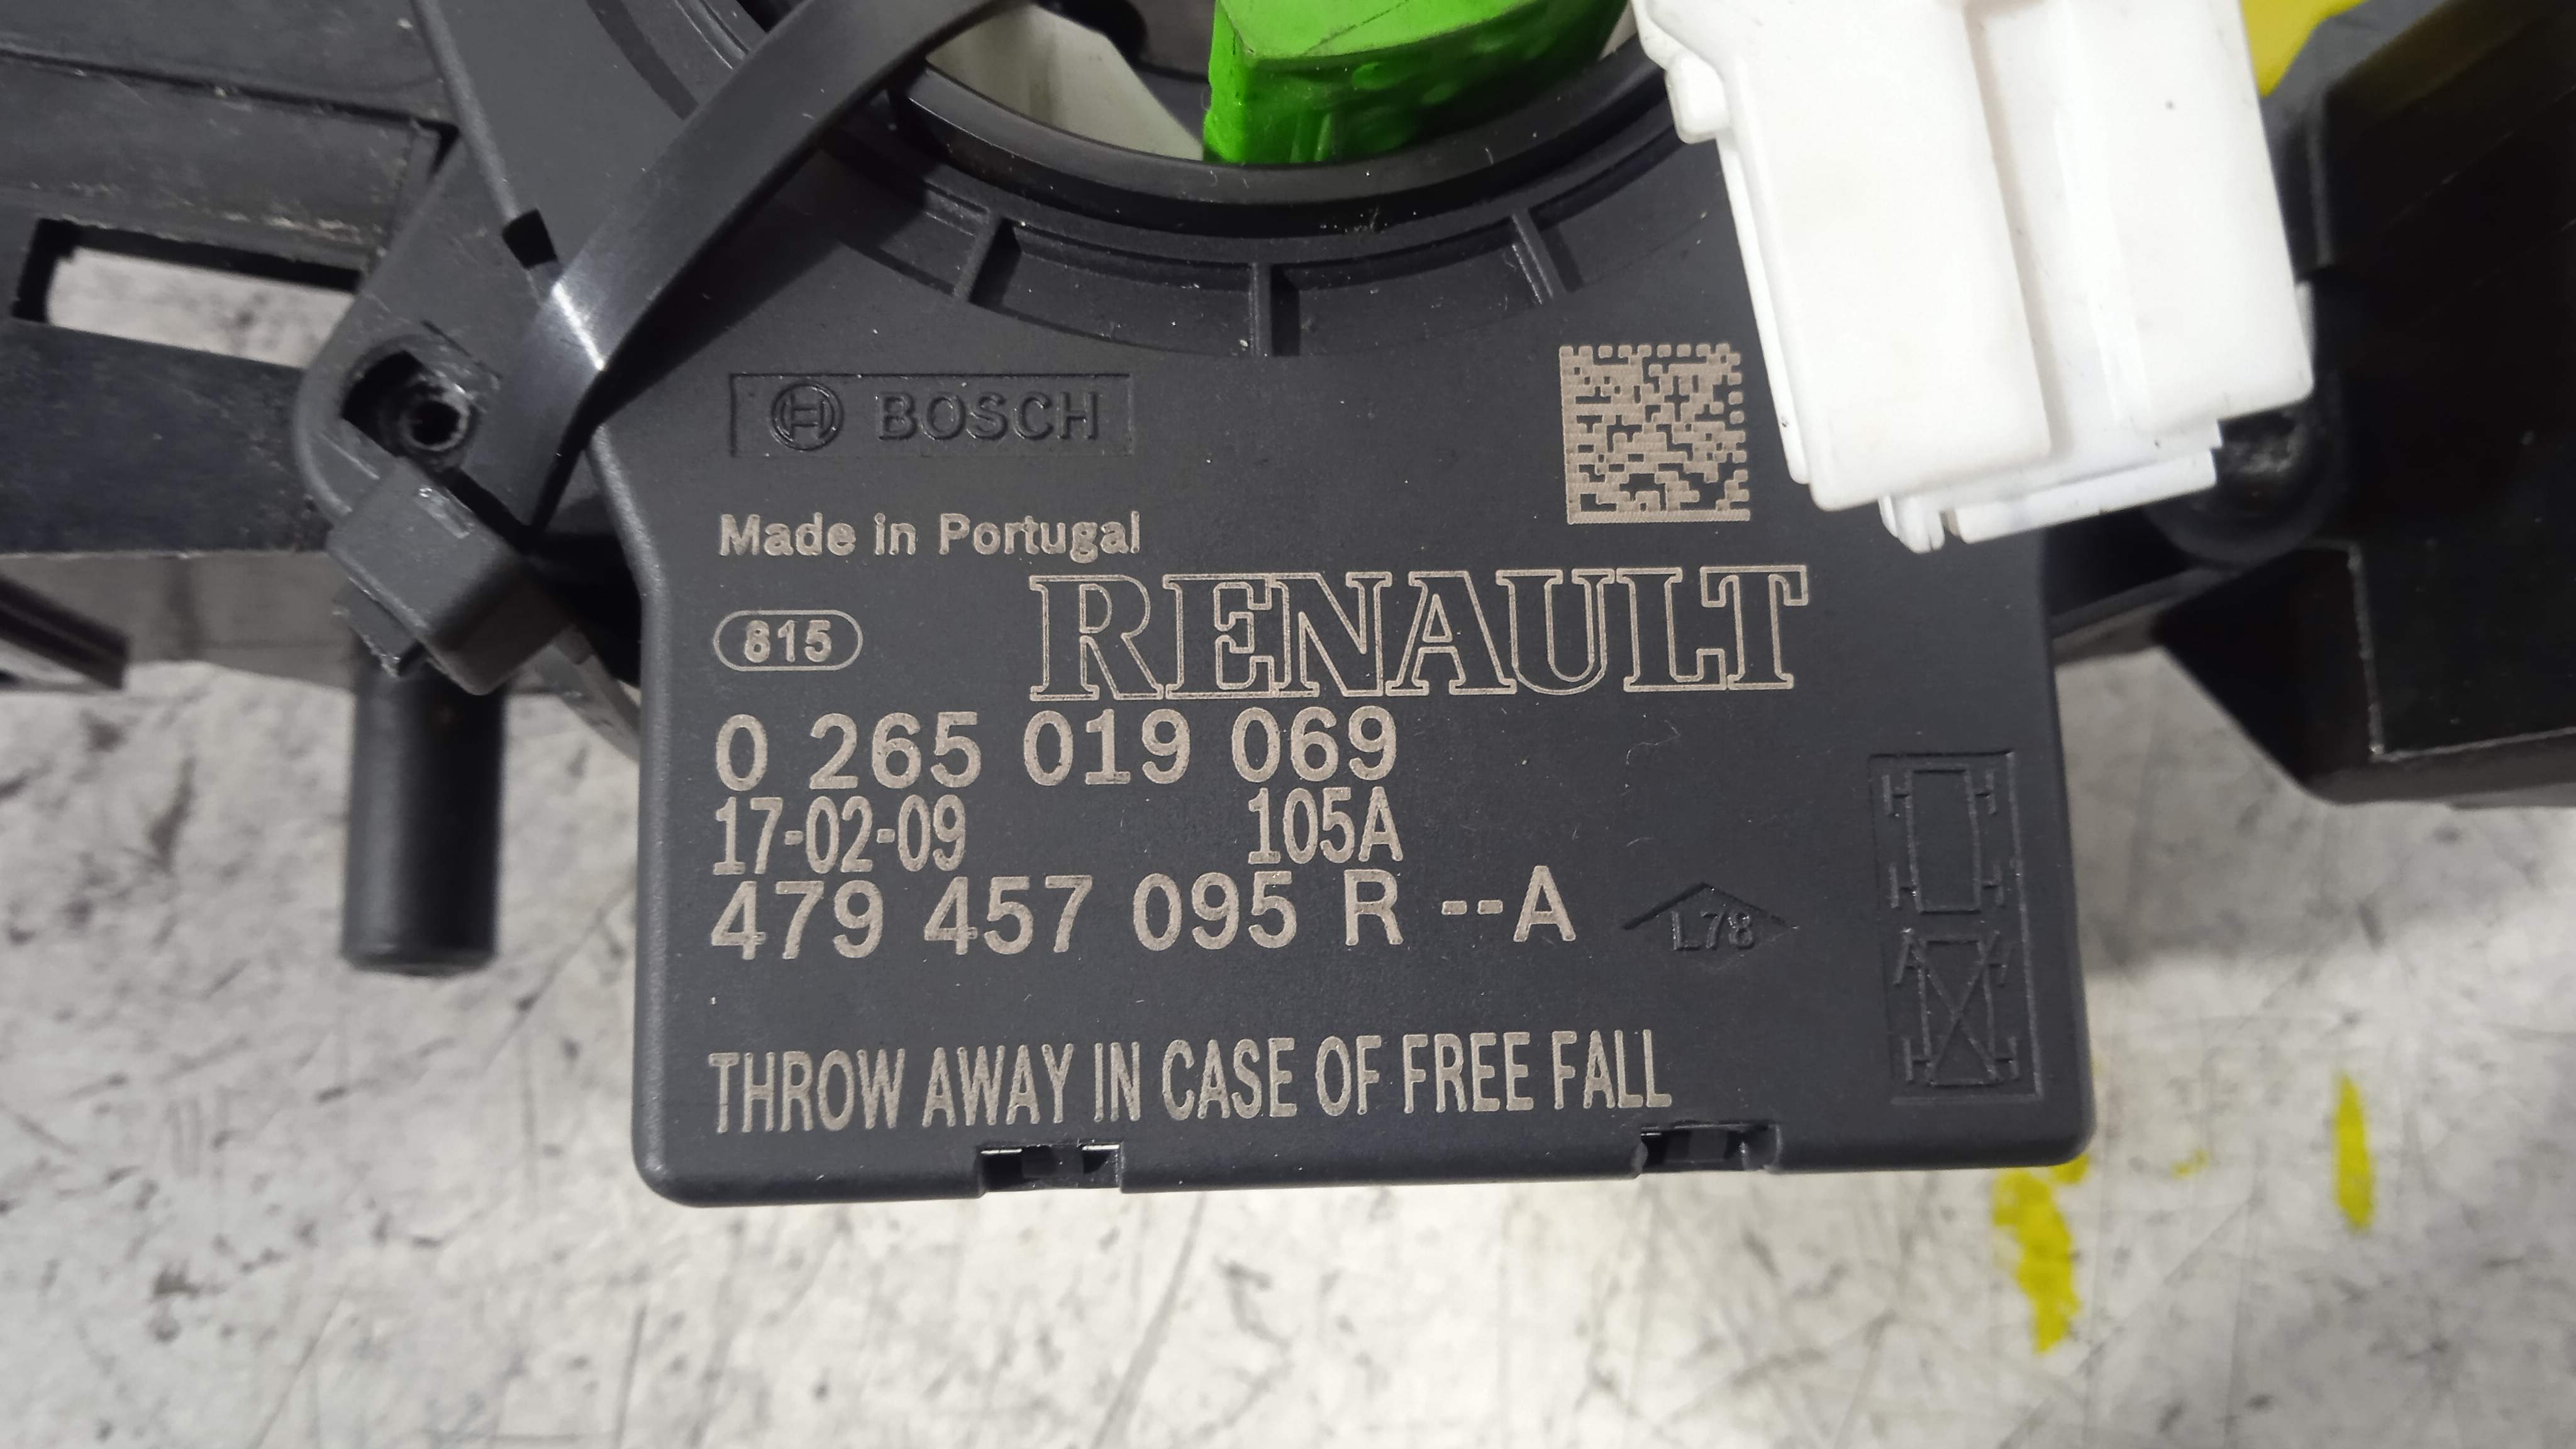 BOSCH
Made in Portugal
815
RENAULT
0 265 019 069
17-02-09 105A
479 457 095 R --A
L78
THROW AWAY IN CASE OF FREE FALL